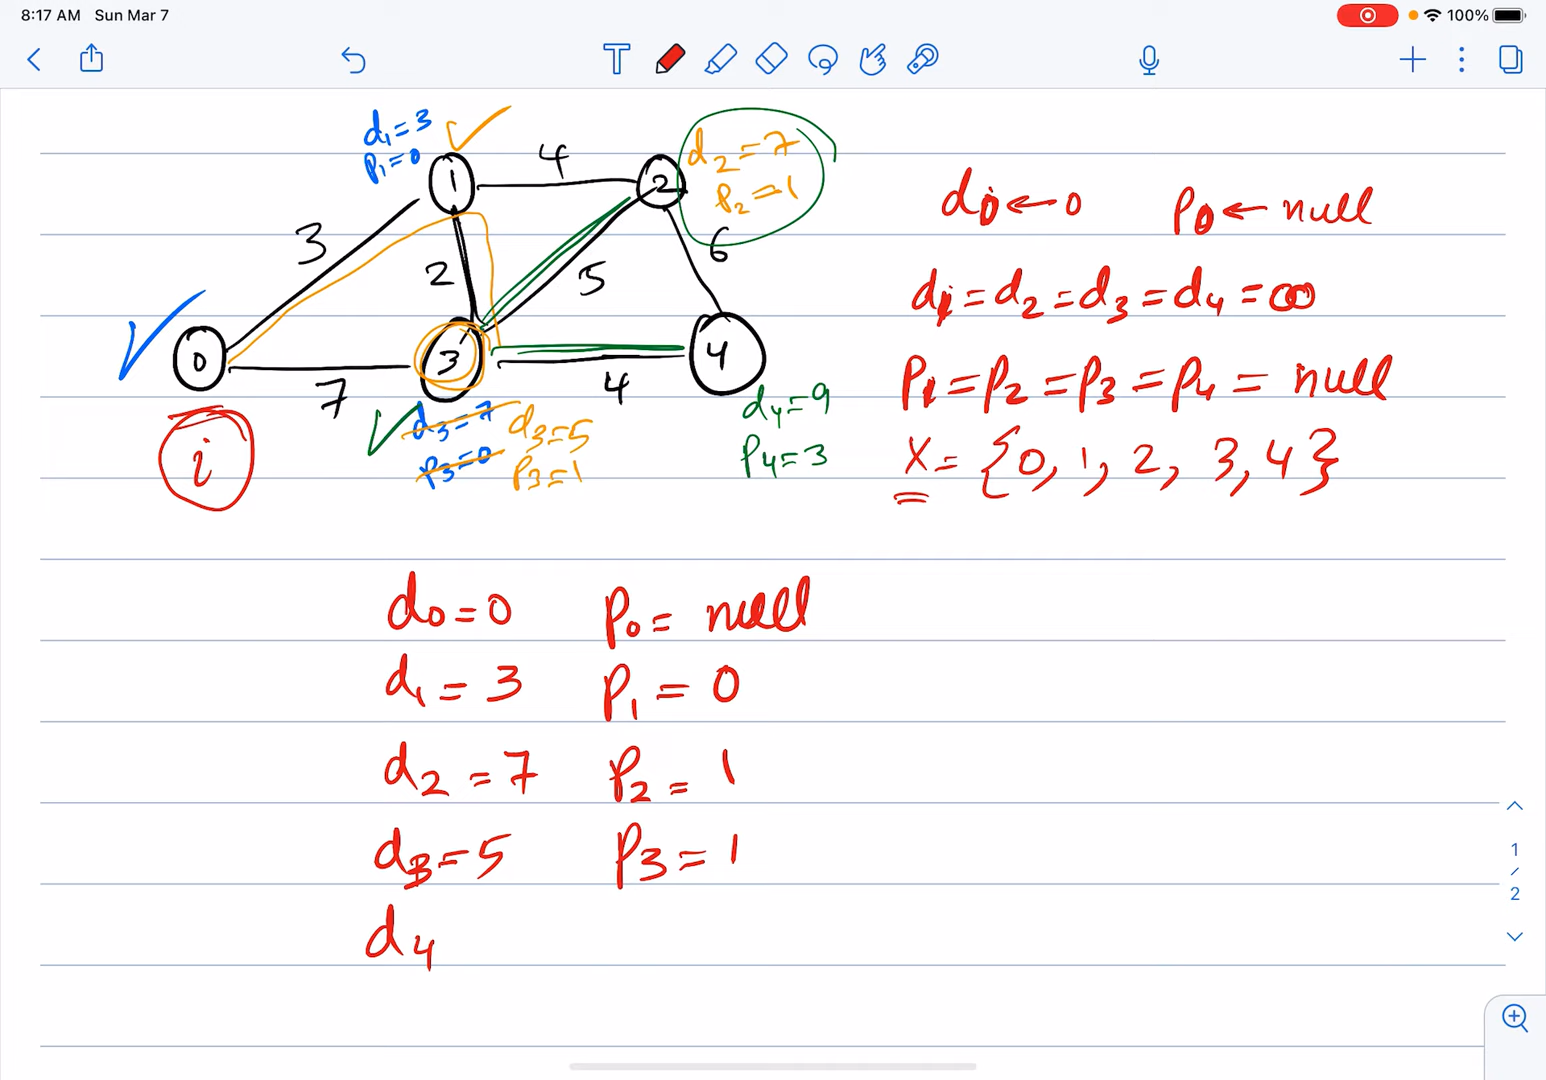 8:17 AM Sun Mar 7
100%
d₁=3
p₁=0
1
4
2
d₂=7
p₂=1
3
2
5
6
0
7
3
4
4
i
d₃=7
p₃=0
d₃=5
p₃=1
d₄=9
p₄=3
d0 ← 0 p0 ← null
d₁=d₂=d₃=d₄=∞
p₁=p₂=p₃=p₄= null
X= {0, 1, 2, 3, 4}
d₀=0 p₀= null
d₁=3 p₁=0
d₂=7 p₂=1
d₃=5 p₃=1
d₄
1
/
2